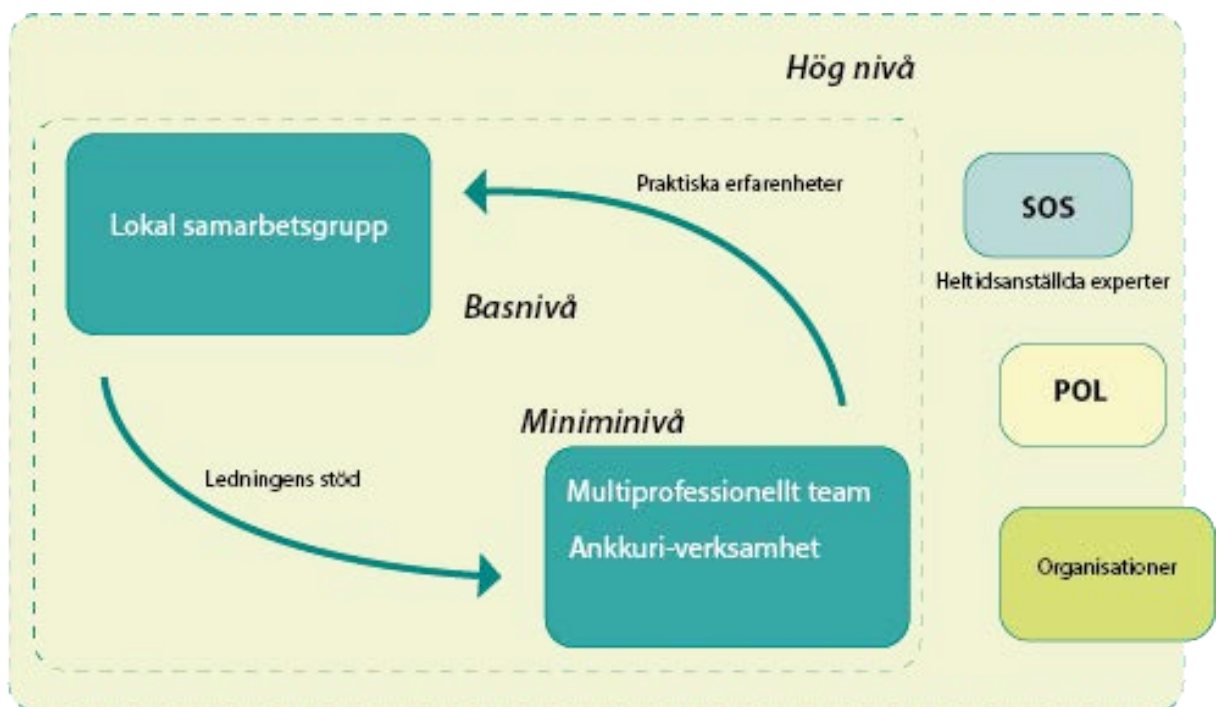 Hög nivå
Lokal samarbetsgrupp
Praktiska erfarenheter
SOS
Heltidsanställda experter
Basnivå
POL
Miniminivå
Ledningens stöd
Multiprofessionellt team
Ankkuri-verksamhet
Organisationer